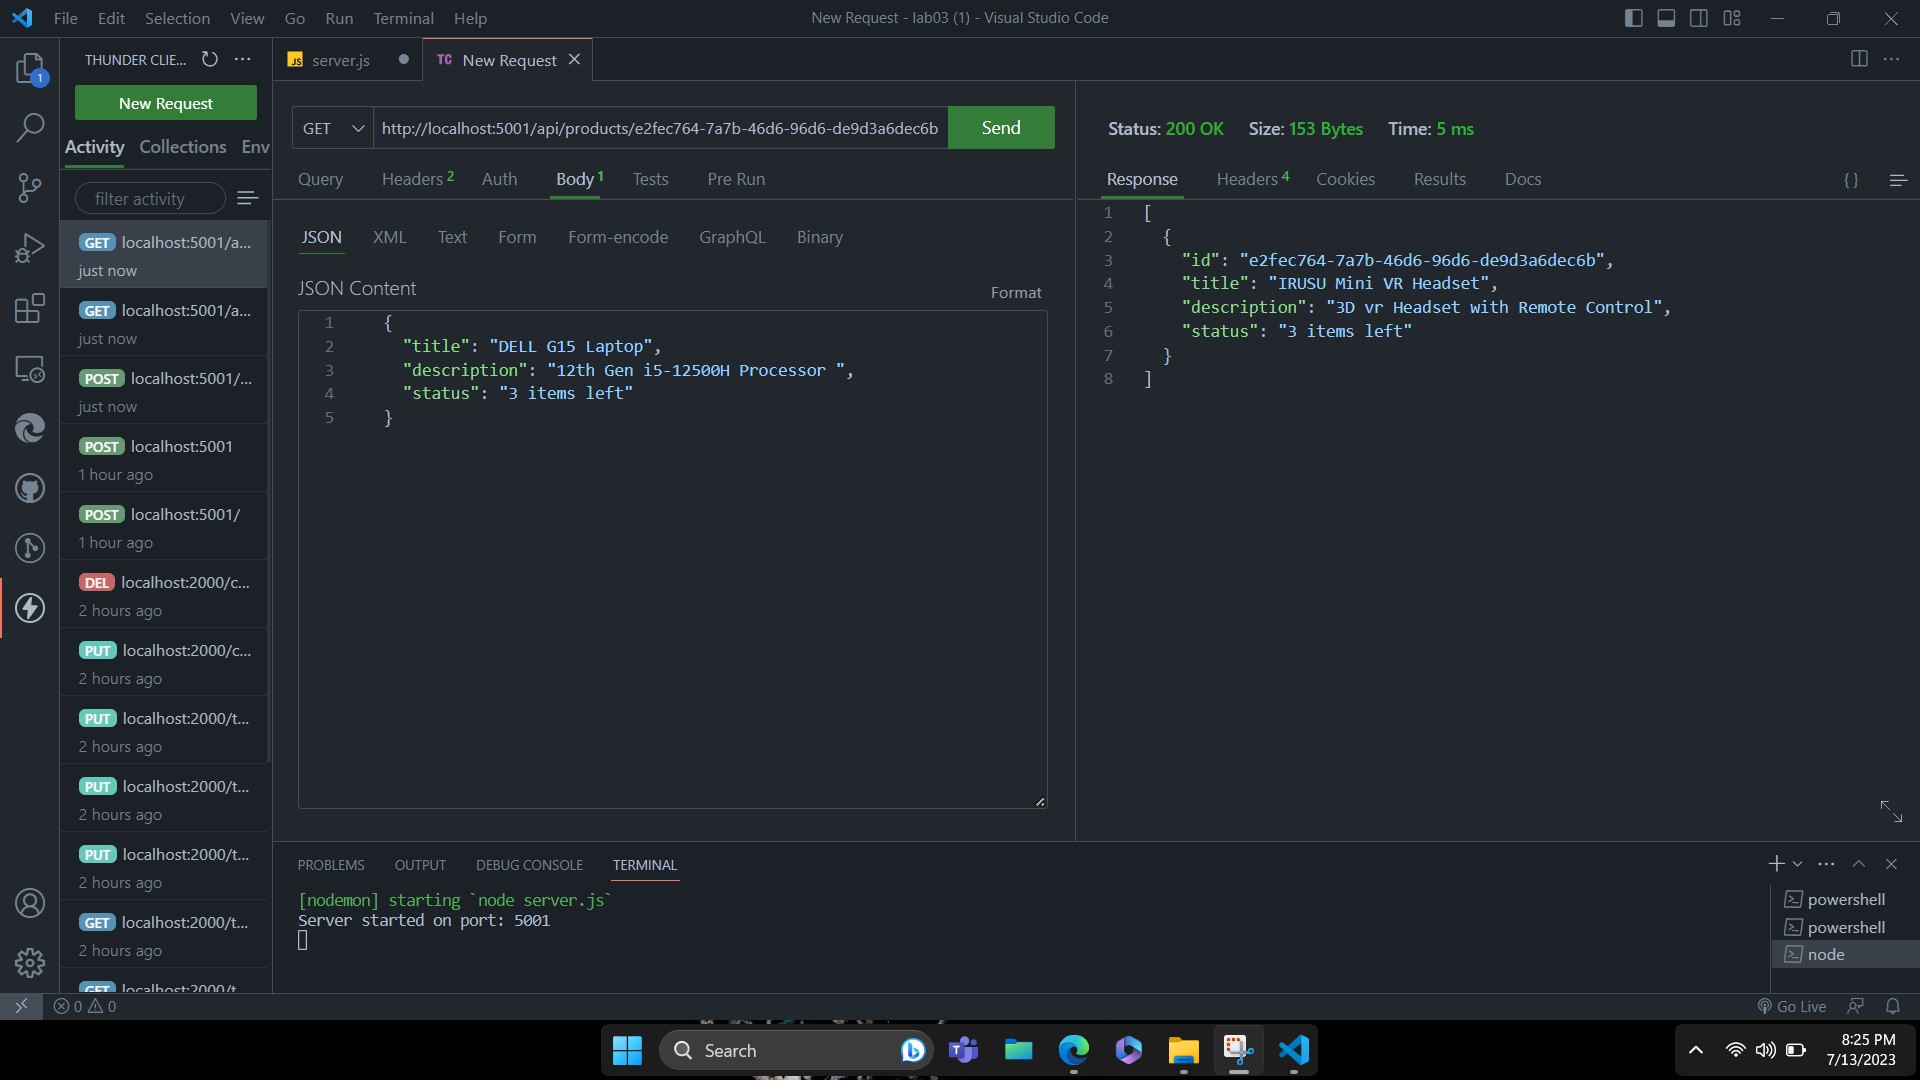 File Edit Selection View Go Run Terminal Help
New Request - lab03 (1) - Visual Studio Code
THUNDER CLIE...
JS server.js
TC New Request
1
New Request
Activity Collections Env
filter activity
GET localhost:5001/a...
just now
GET localhost:5001/a...
just now
POST localhost:5001/...
just now
POST localhost:5001
1 hour ago
POST localhost:5001/
1 hour ago
DEL localhost:2000/c...
2 hours ago
PUT localhost:2000/c...
2 hours ago
PUT localhost:2000/t...
2 hours ago
PUT localhost:2000/t...
2 hours ago
PUT localhost:2000/t...
2 hours ago
GET localhost:2000/t...
2 hours ago
GET localhost:2000/t
GET http://localhost:5001/api/products/e2fec764-7a7b-46d6-96d6-de9d3a6dec6b Send
Query Headers 2 Auth Body 1 Tests Pre Run
JSON XML Text Form Form-encode GraphQL Binary
JSON Content
Format
1 {
2 "title": "DELL G15 Laptop",
3 "description": "12th Gen i5-12500H Processor ",
4 "status": "3 items left"
5 }
Status: 200 OK Size: 153 Bytes Time: 5 ms
Response Headers 4 Cookies Results Docs { }
1 [
2 {
3 "id": "e2fec764-7a7b-46d6-96d6-de9d3a6dec6b",
4 "title": "IRUSU Mini VR Headset",
5 "description": "3D vr Headset with Remote Control",
6 "status": "3 items left"
7 }
8 ]
PROBLEMS OUTPUT DEBUG CONSOLE TERMINAL
[nodemon] starting `node server.js`
Server started on port: 5001
powershell
powershell
node
0 0
Go Live
Search
8:25 PM
7/13/2023